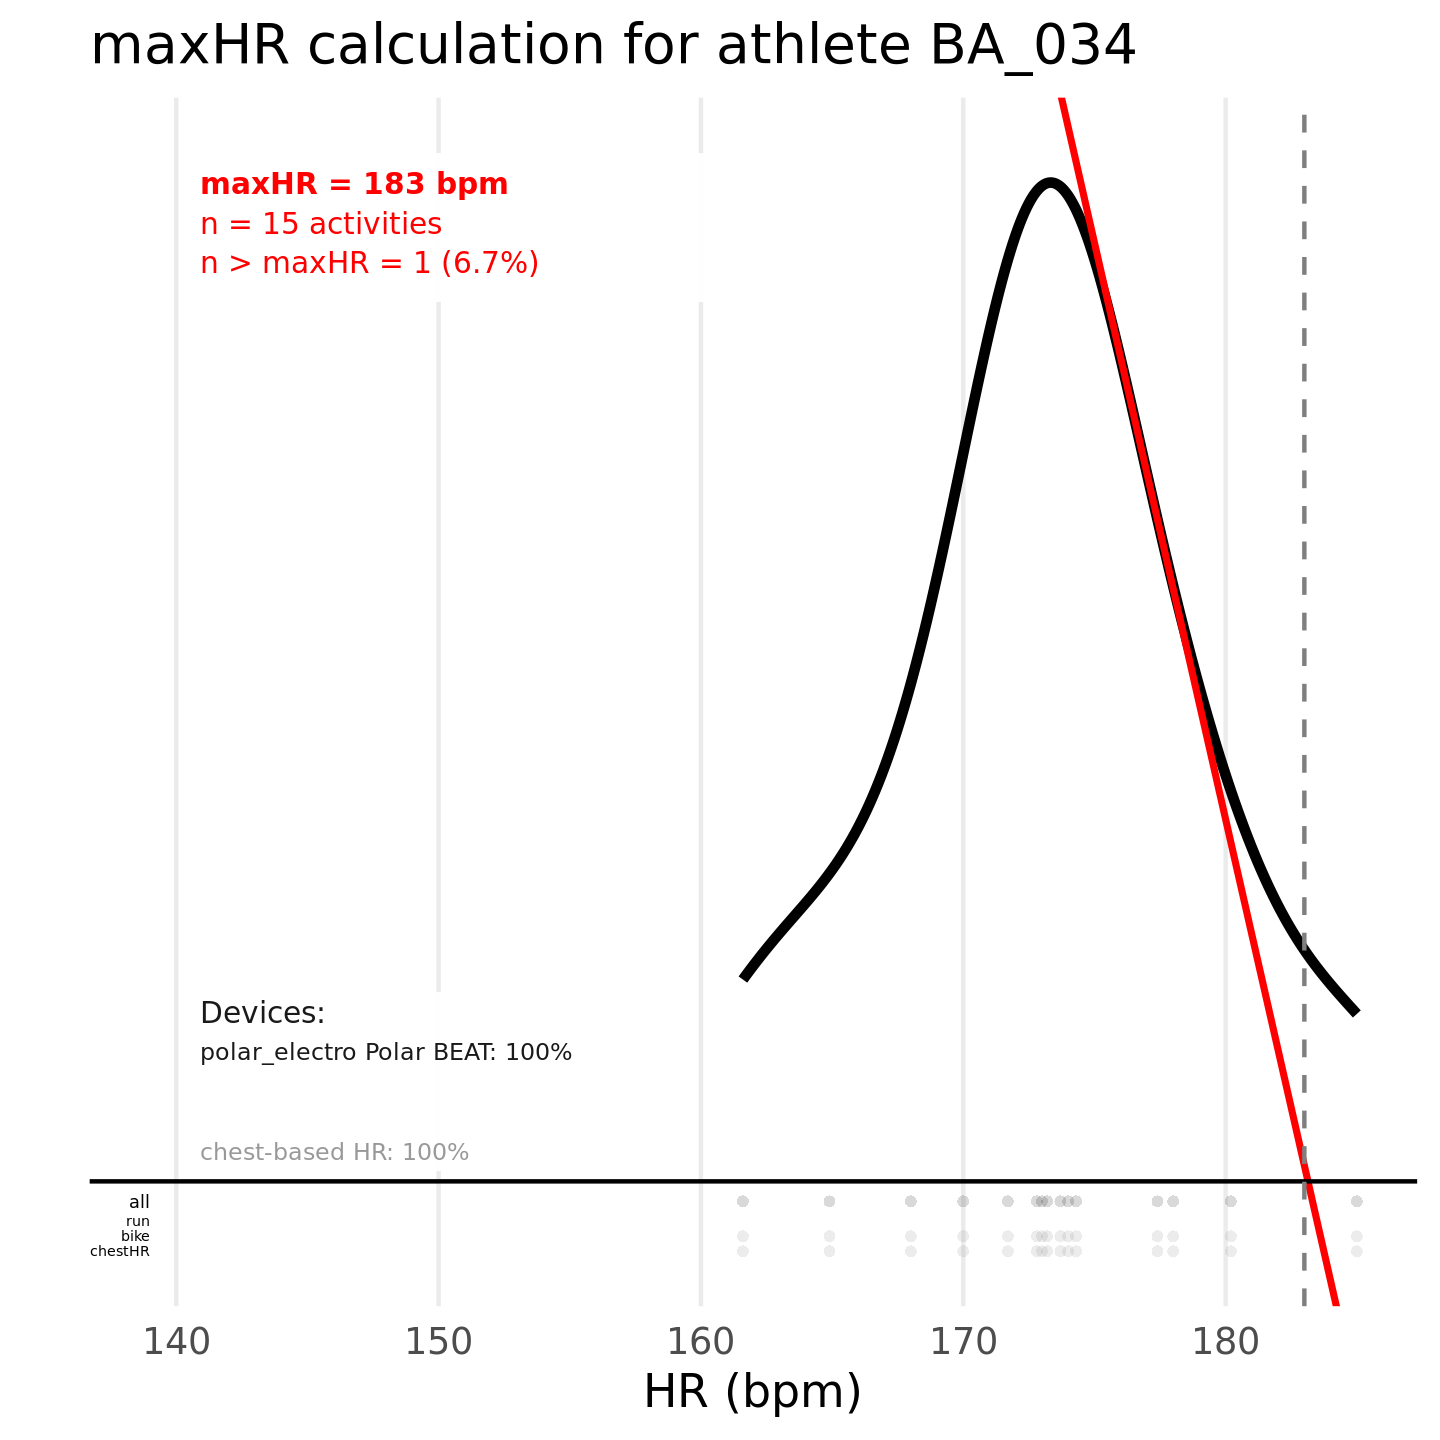 maxHR calculation for athlete BA_034
maxHR = 183 bpm
n = 15 activities
n > maxHR = 1 (6.7%)
Devices:
polar_electro Polar BEAT: 100%
chest-based HR: 100%
all
run
bike
chestHR
140 150 160 170 180
HR (bpm)